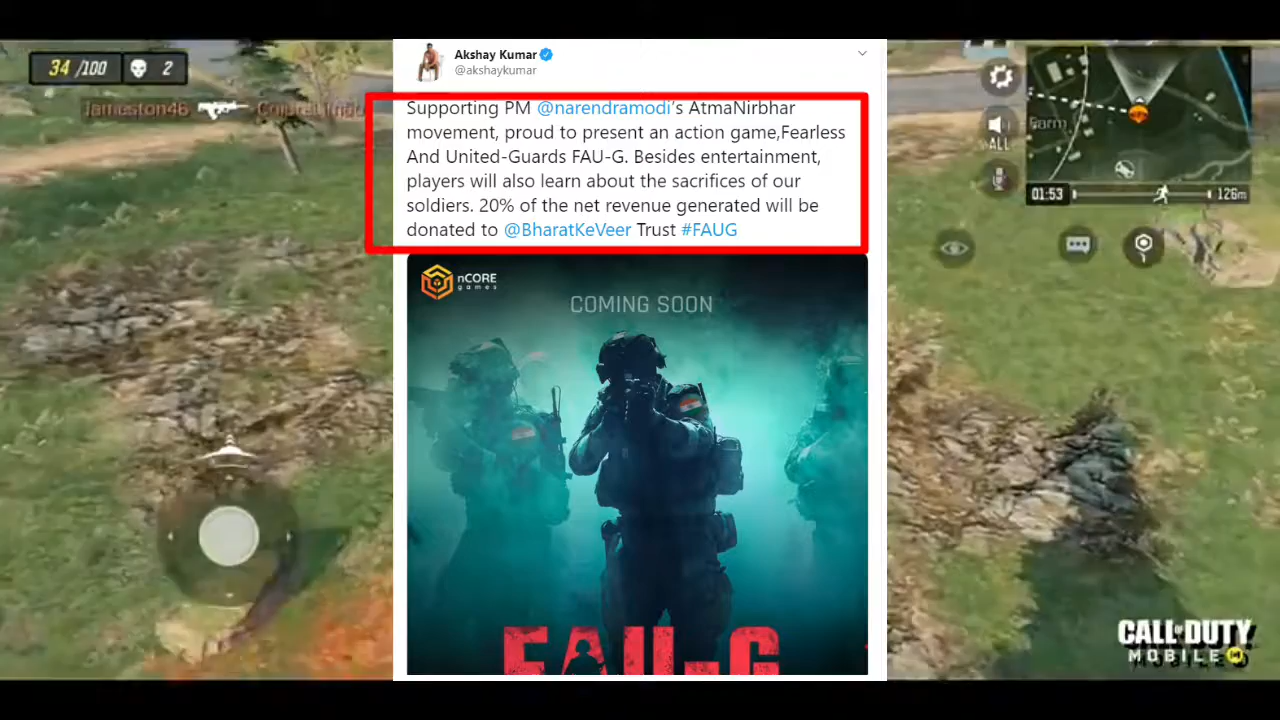 34 /100 2
jameston46
Akshay Kumar
@akshaykumar
Supporting PM @narendramodi's AtmaNirbhar
movement, proud to present an action game,Fearless
And United-Guards FAU-G. Besides entertainment,
players will also learn about the sacrifices of our
soldiers. 20% of the net revenue generated will be
donated to @BharatKeVeer Trust #FAUG
nCORE
games
COMING SOON
FAU-G
ALL
Farm
01:53 126m
CALL OF DUTY
MOBILE